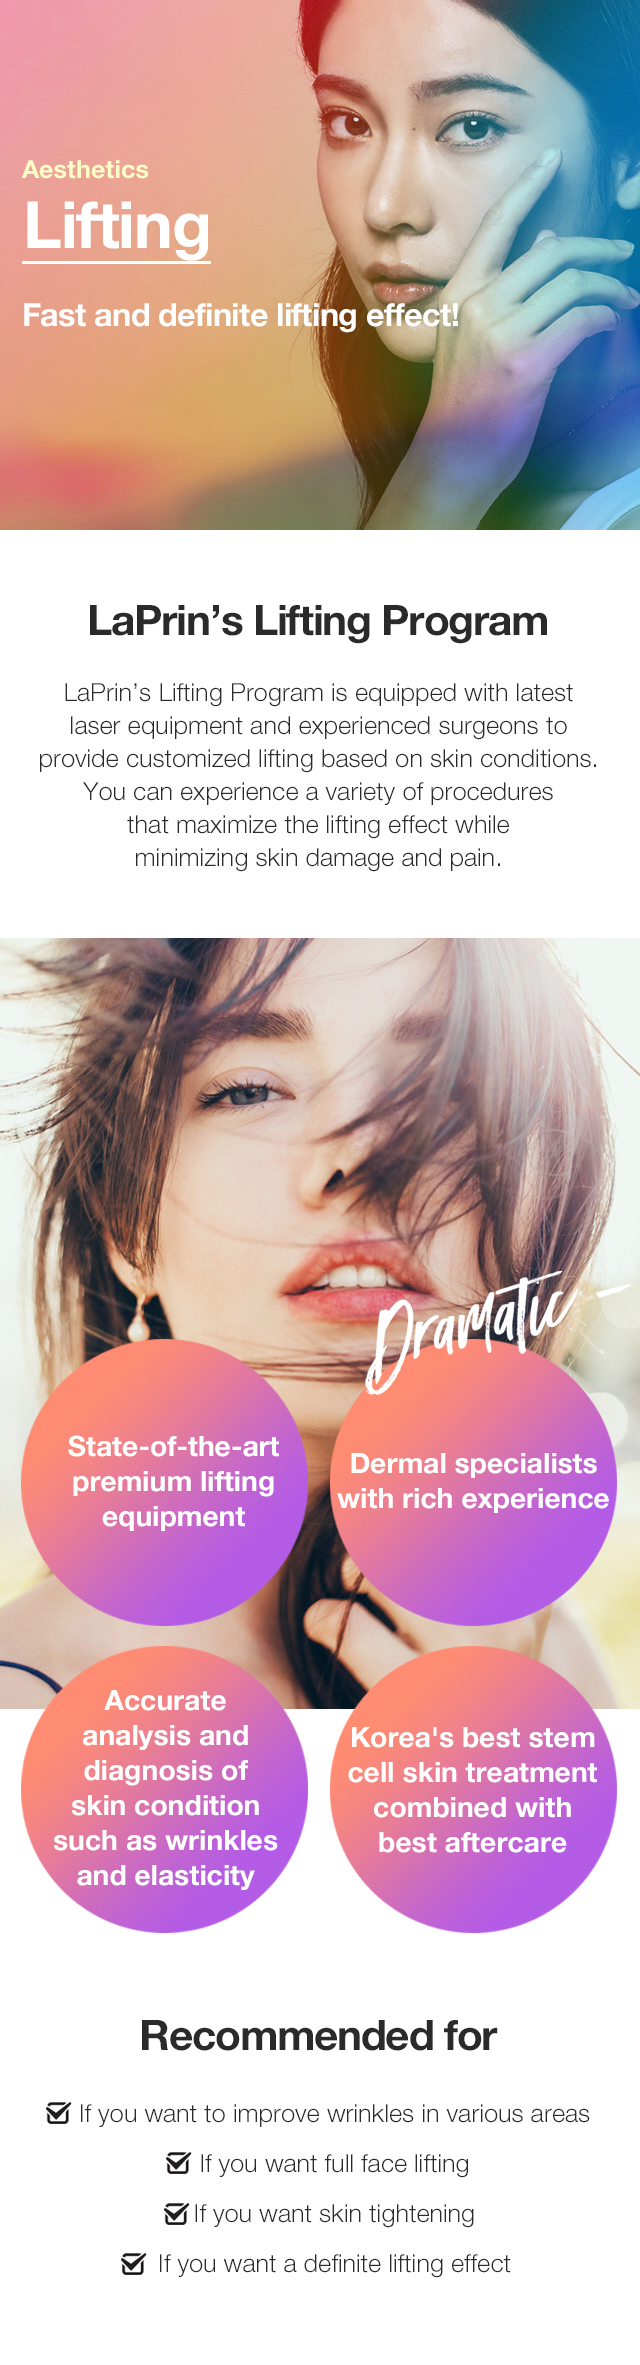 Aesthetics
Lifting
Fast and definite lifting effect!
LaPrin’s Lifting Program
LaPrin’s Lifting Program is equipped with latest
laser equipment and experienced surgeons to
provide customized lifting based on skin conditions.
You can experience a variety of procedures
that maximize the lifting effect while
minimizing skin damage and pain.
Dramatic
State-of-the-art
premium lifting
equipment
Dermal specialists
with rich experience
Accurate
analysis and
diagnosis of
skin condition
such as wrinkles
and elasticity
Korea's best stem
cell skin treatment
combined with
best aftercare
Recommended for
If you want to improve wrinkles in various areas
If you want full face lifting
If you want skin tightening
If you want a definite lifting effect